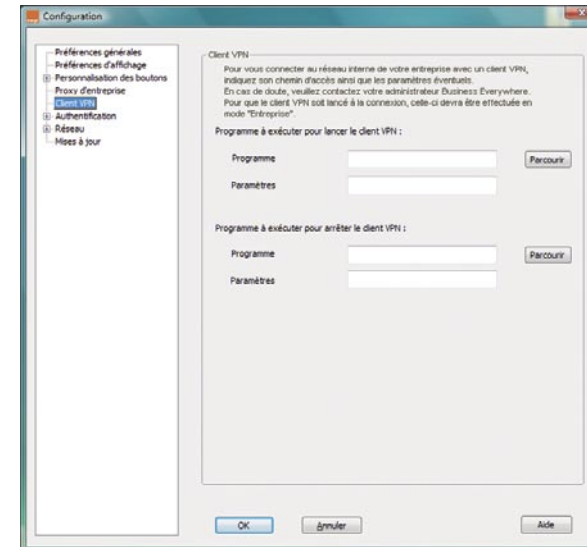 Configuration
Préférences générales
Préférences d'affichage
Personnalisation des boutons
Proxy d'entreprise
Client VPN
Authentification
Réseau
Mises à jour
Client VPN
Pour vous connecter au réseau interne de votre entreprise avec un client VPN,
indiquez son chemin d'accès ainsi que les paramètres éventuels.
En cas de doute, veuillez contactez votre administrateur Business Everywhere.
Pour que le client VPN soit lancé à la connexion, celle-ci devra être effectuée en
mode "Entreprise".
Programme à exécuter pour lancer le client VPN :
Programme
Parcourir
Paramètres
Programme à exécuter pour arrêter le client VPN :
Programme
Parcourir
Paramètres
OK
Annuler
Aide